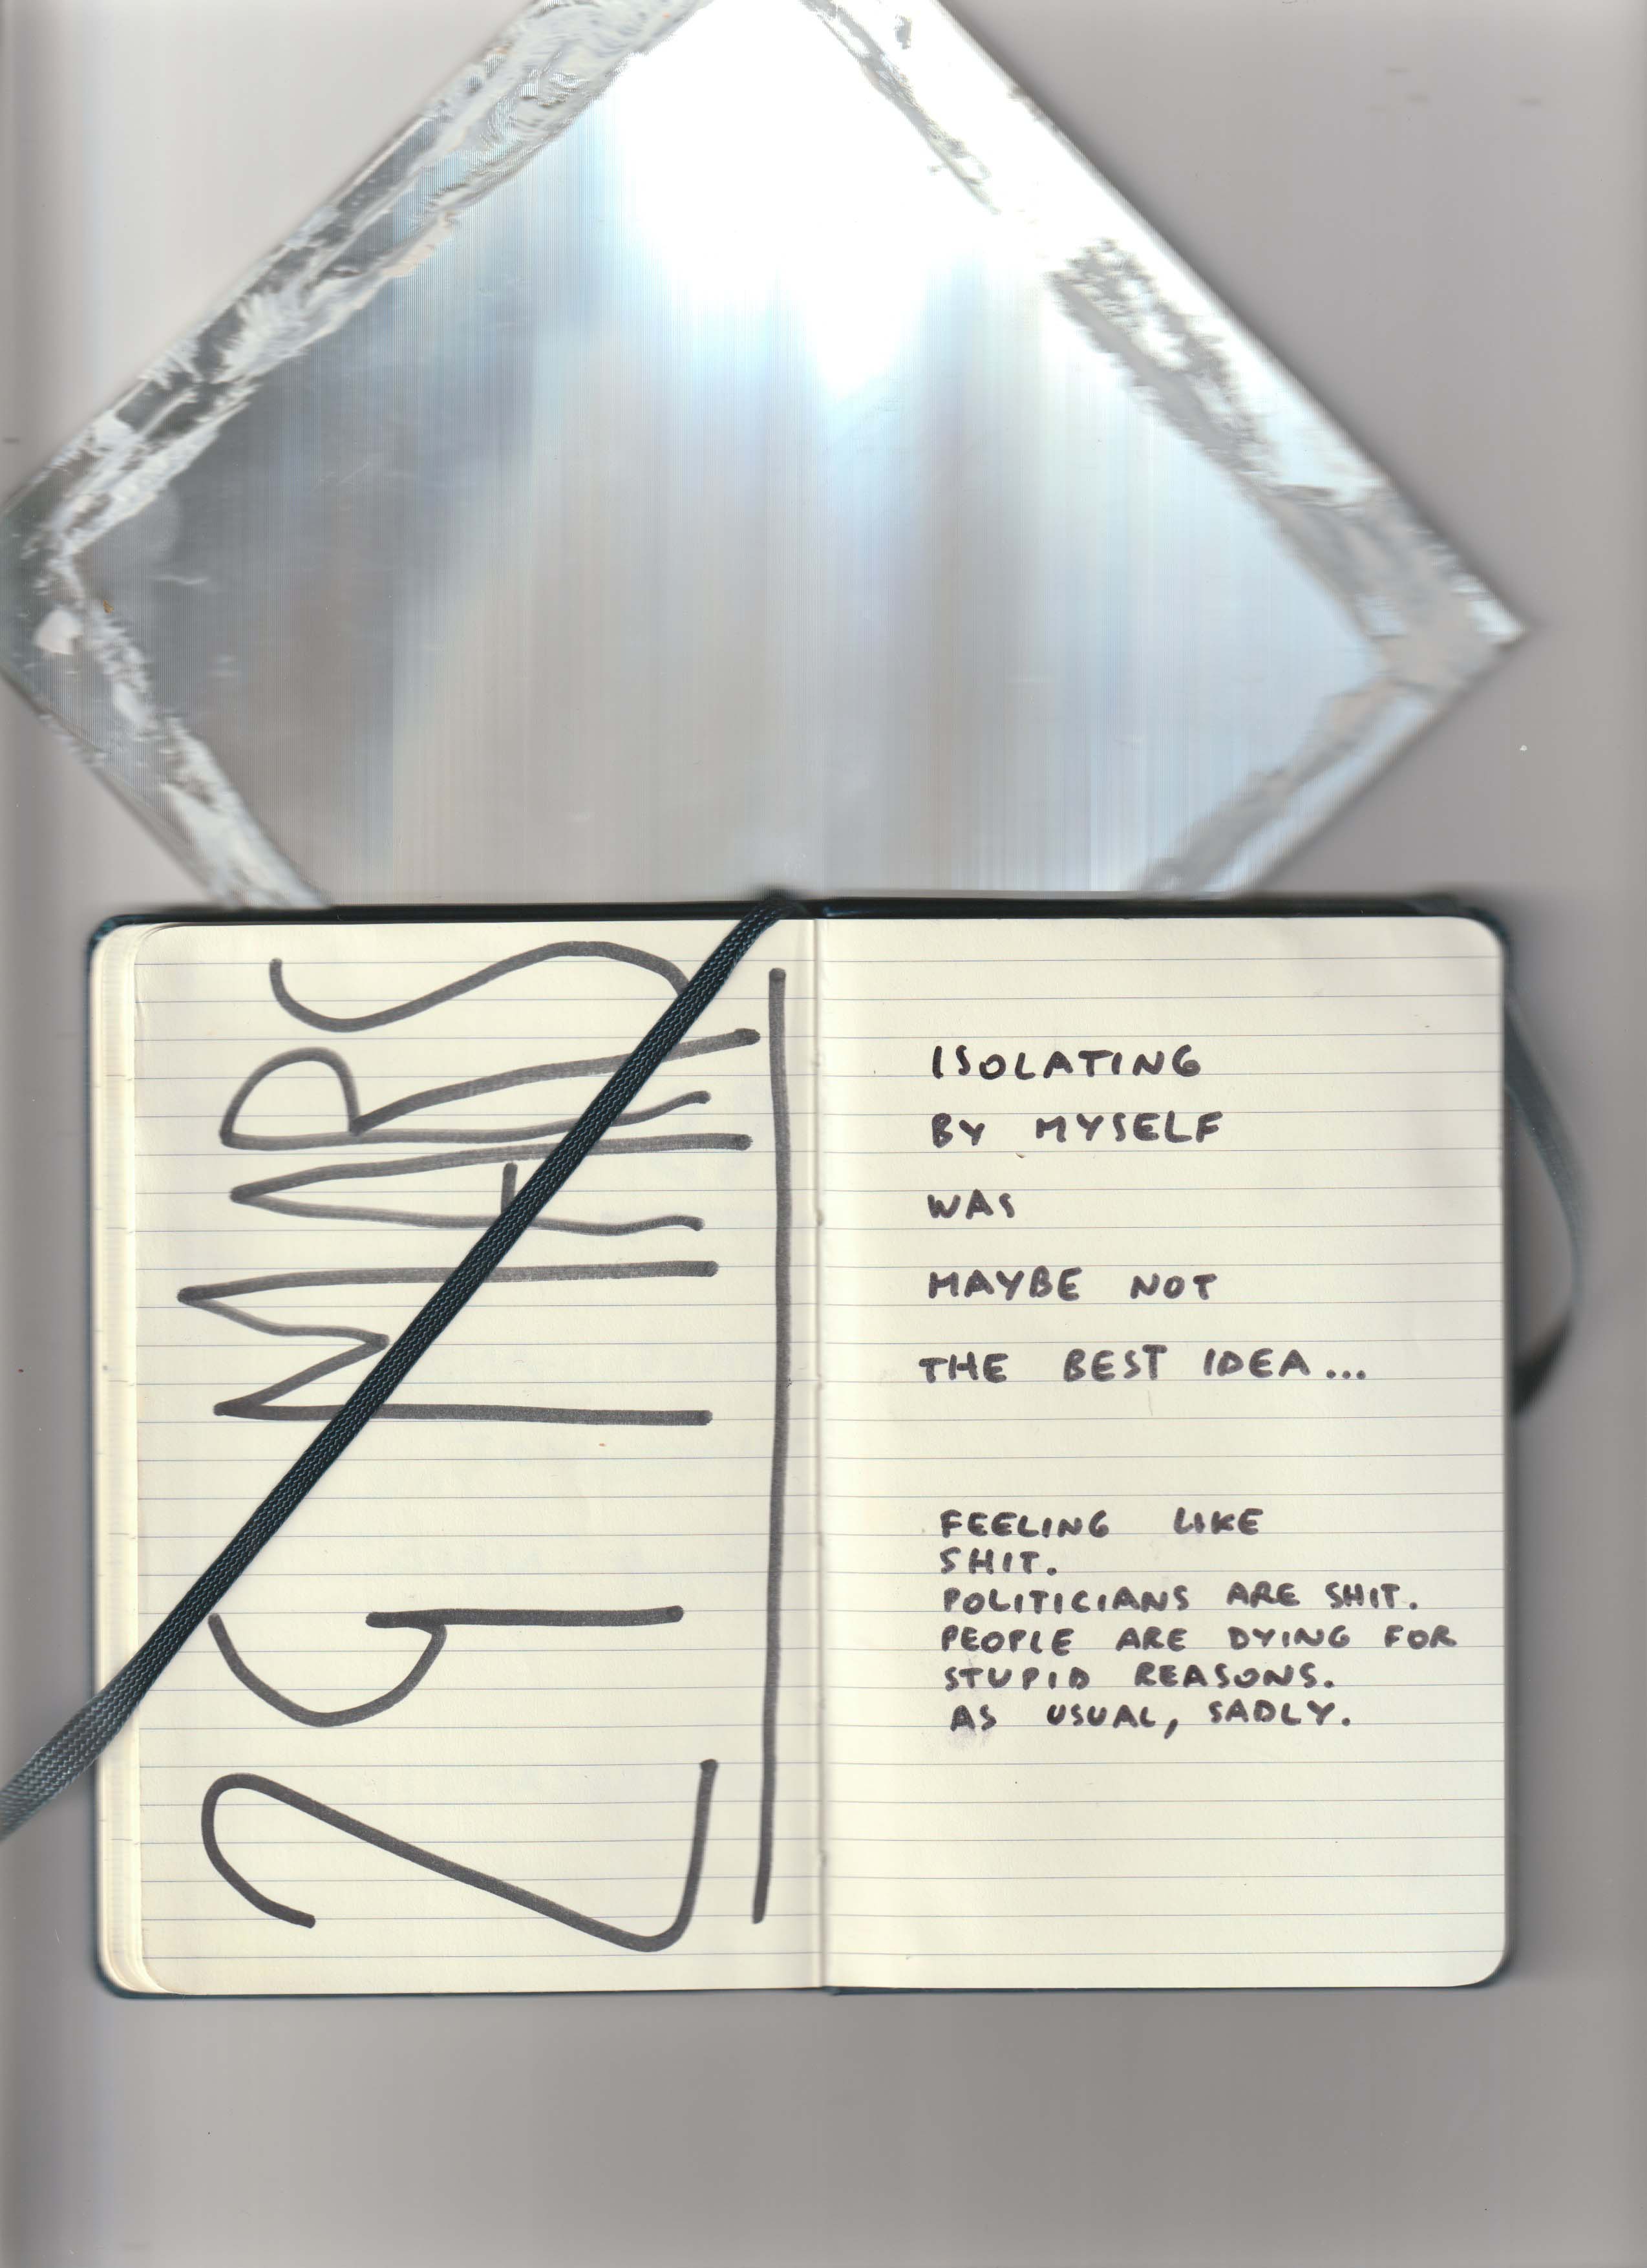 29 MARS
ISOLATING
BY MYSELF
WAS
MAYBE NOT
THE BEST IDEA...
FEELING LIKE
SHIT.
POLITICIANS ARE SHIT.
PEOPLE ARE DYING FOR
STUPID REASONS.
AS USUAL, SADLY.